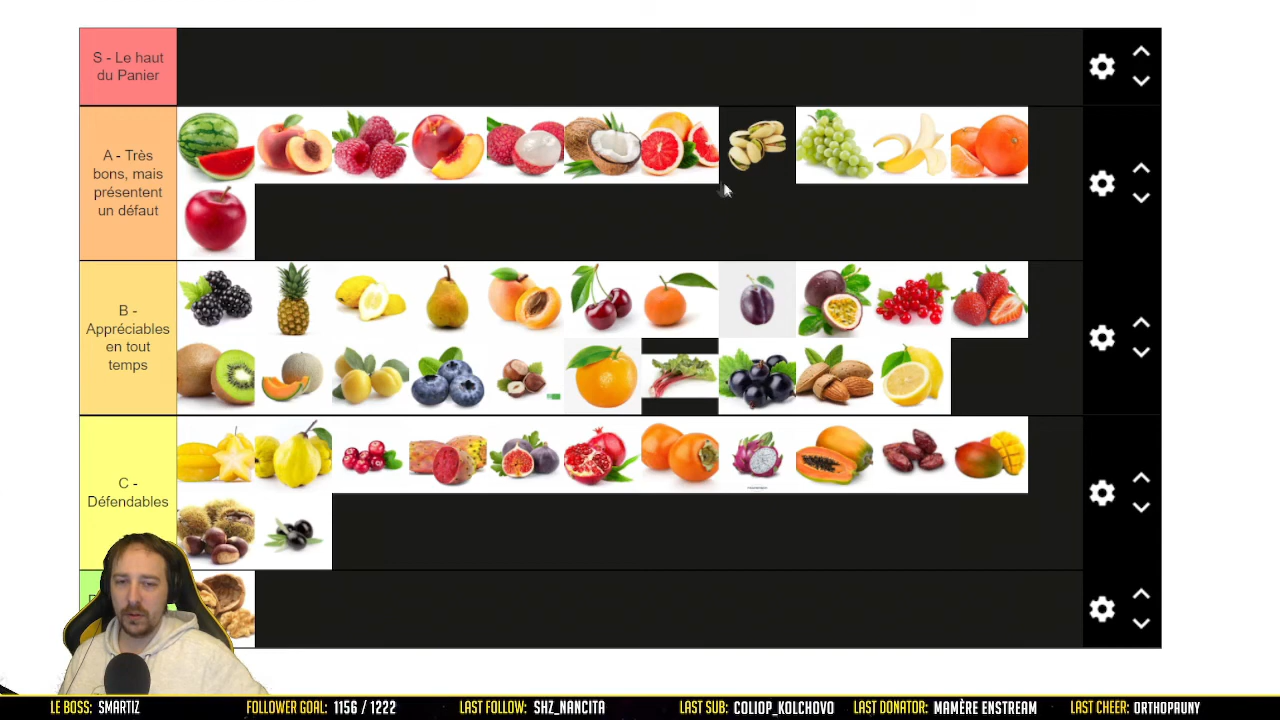 S - Le haut
du Panier
A - Très
bons, mais
présentent
un défaut
B -
Appréciables
en tout
temps
C -
Défendables
LE BOSS: SMARTIZ
FOLLOWER GOAL: 1156 / 1222
LAST FOLLOW: SHZ_NANCITA
LAST SUB: COLIOP_KOLCHOVO
LAST DONATOR: MAMÈRE ENSTREAM
LAST CHEER: ORTHOPAUNY